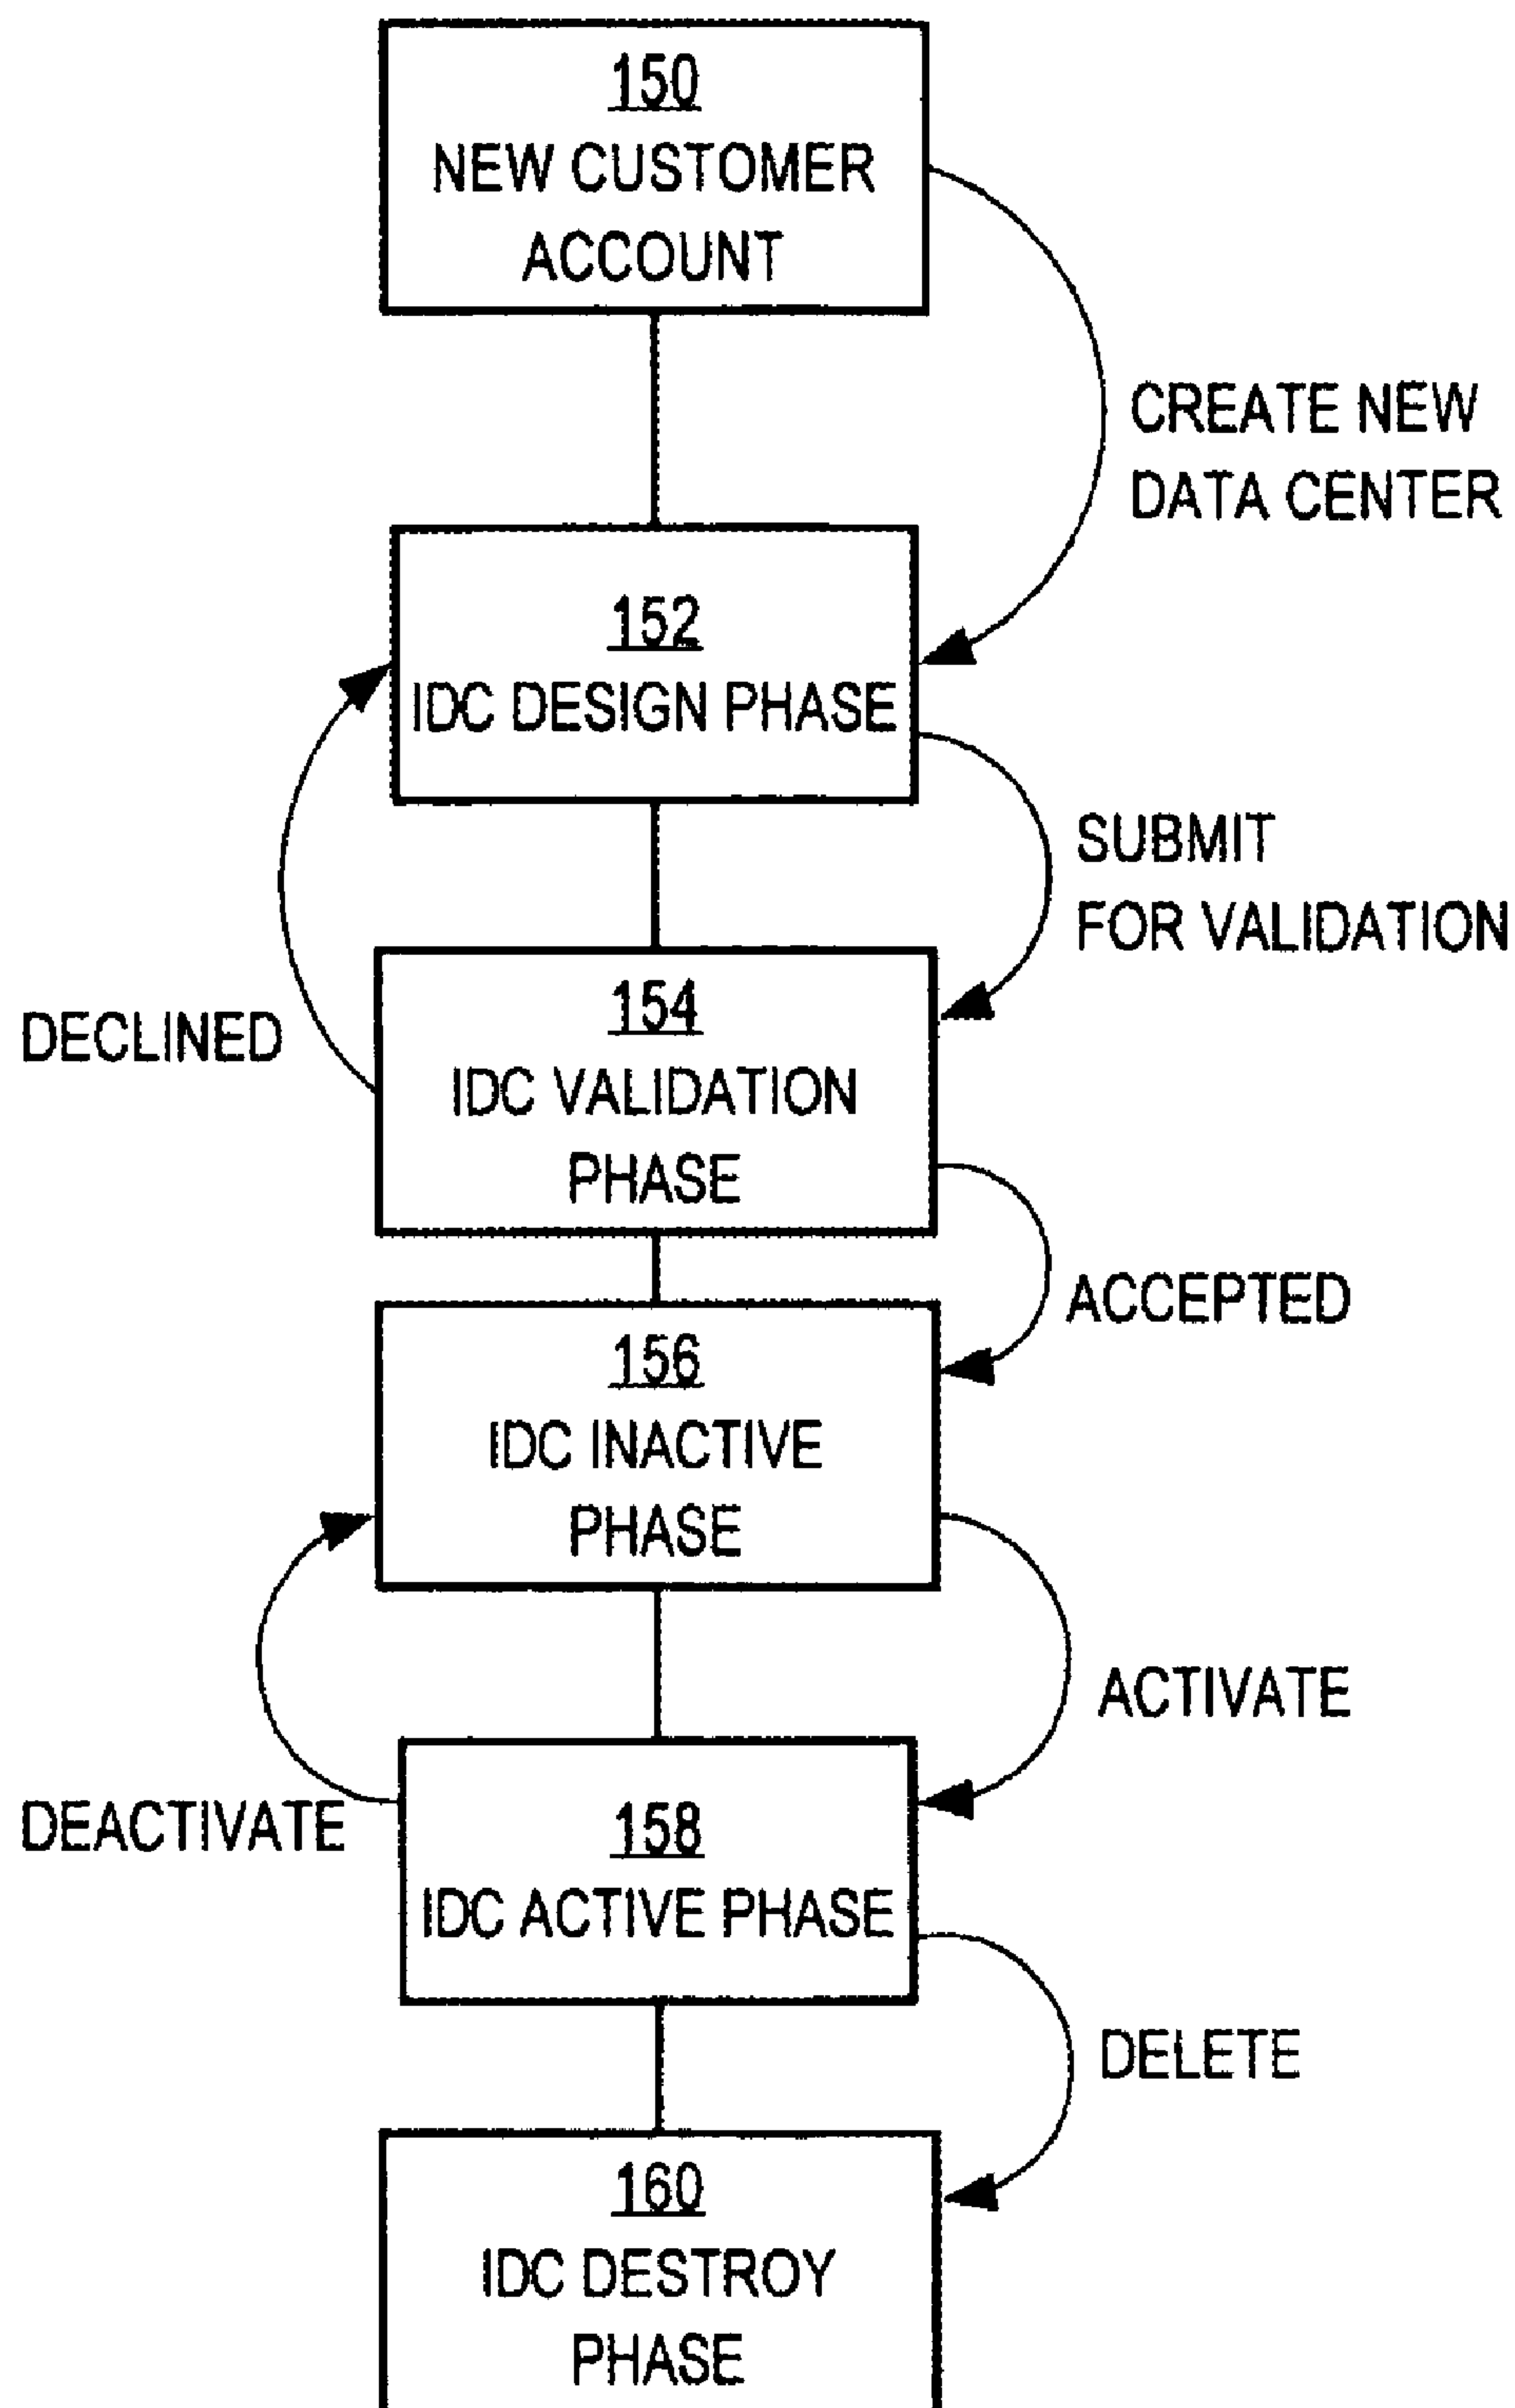 150
NEW CUSTOMER
ACCOUNT
CREATE NEW
DATA CENTER
152
IDC DESIGN PHASE
SUBMIT
FOR VALIDATION
154
IDC VALIDATION
PHASE
DECLINED
ACCEPTED
156
IDC INACTIVE
PHASE
ACTIVATE
DEACTIVATE
158
IDC ACTIVE PHASE
DELETE
160
IDC DESTROY
PHASE